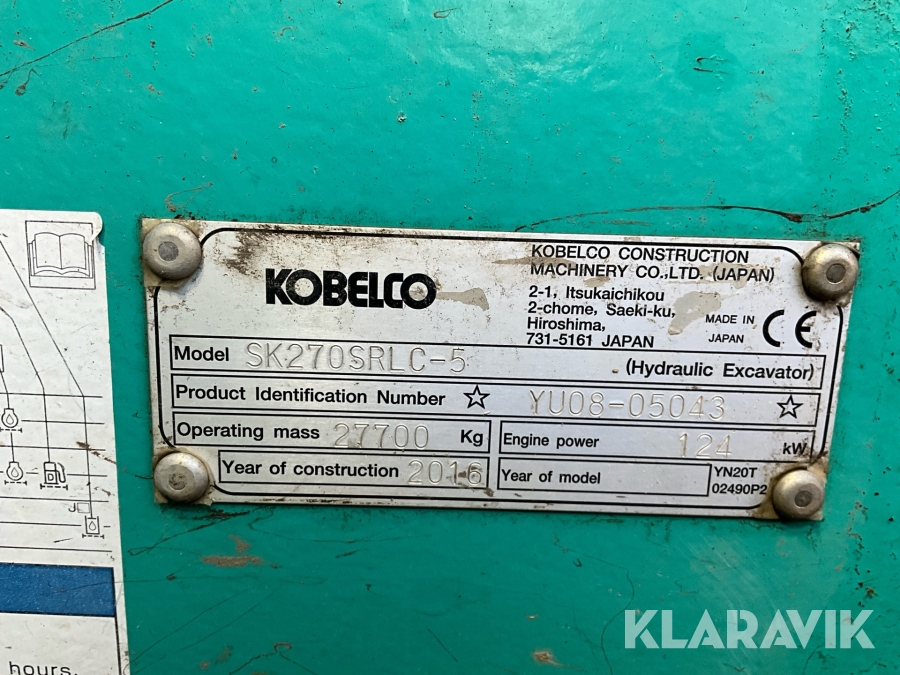 KOBELCO
KOBELCO CONSTRUCTION
MACHINERY CO.,LTD. (JAPAN)
2-1, Itsukaichikou
2-chome, Saeki-ku,
Hiroshima,
731-5161 JAPAN
MADE IN
JAPAN
CE
Model SK270SRLC-5 (Hydraulic Excavator)
Product Identification Number ☆ YU08-05043 ☆
Operating mass 27700 Kg
Engine power 124 kW
Year of construction 2016
Year of model
YN20T
02490P2
hours.
KLARAVIK